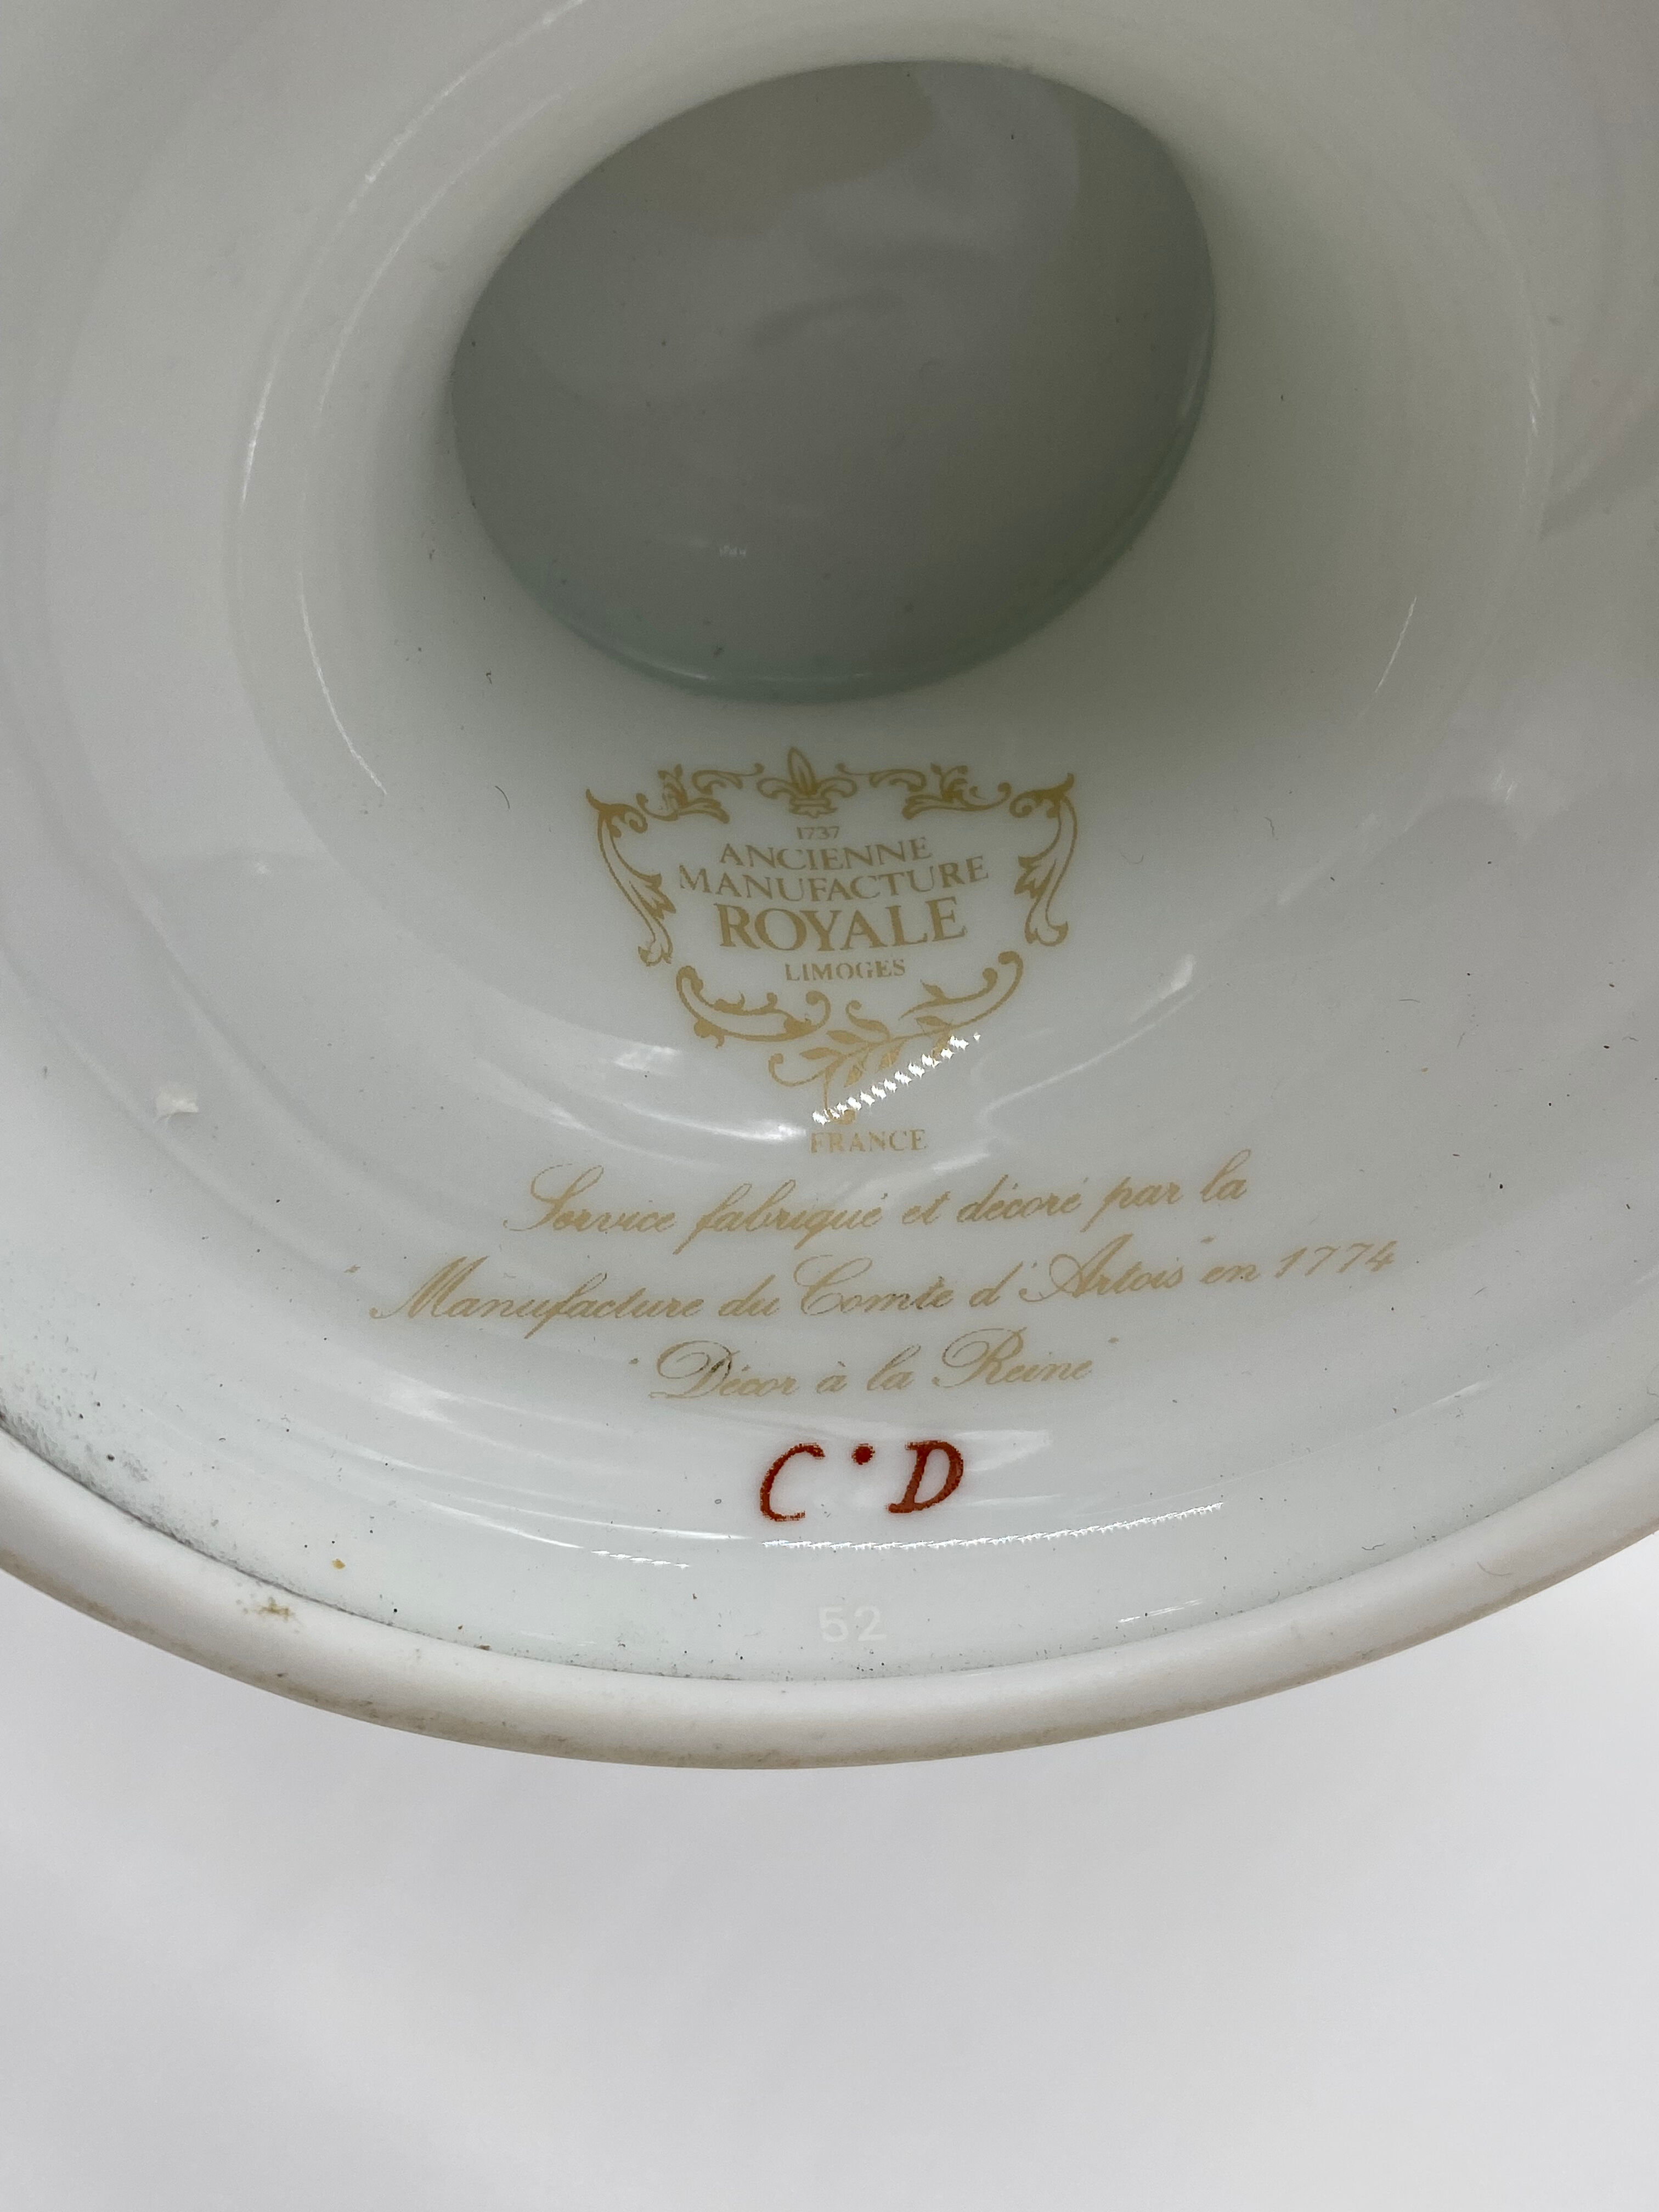 1737
ANCIENNE
MANUFACTURE
ROYALE
LIMOGES
FRANCE
Service fabriqué et décoré par la
"Manufacture du Comte d'Artois" en 1774
"Décor à la Reine"
C·D
52